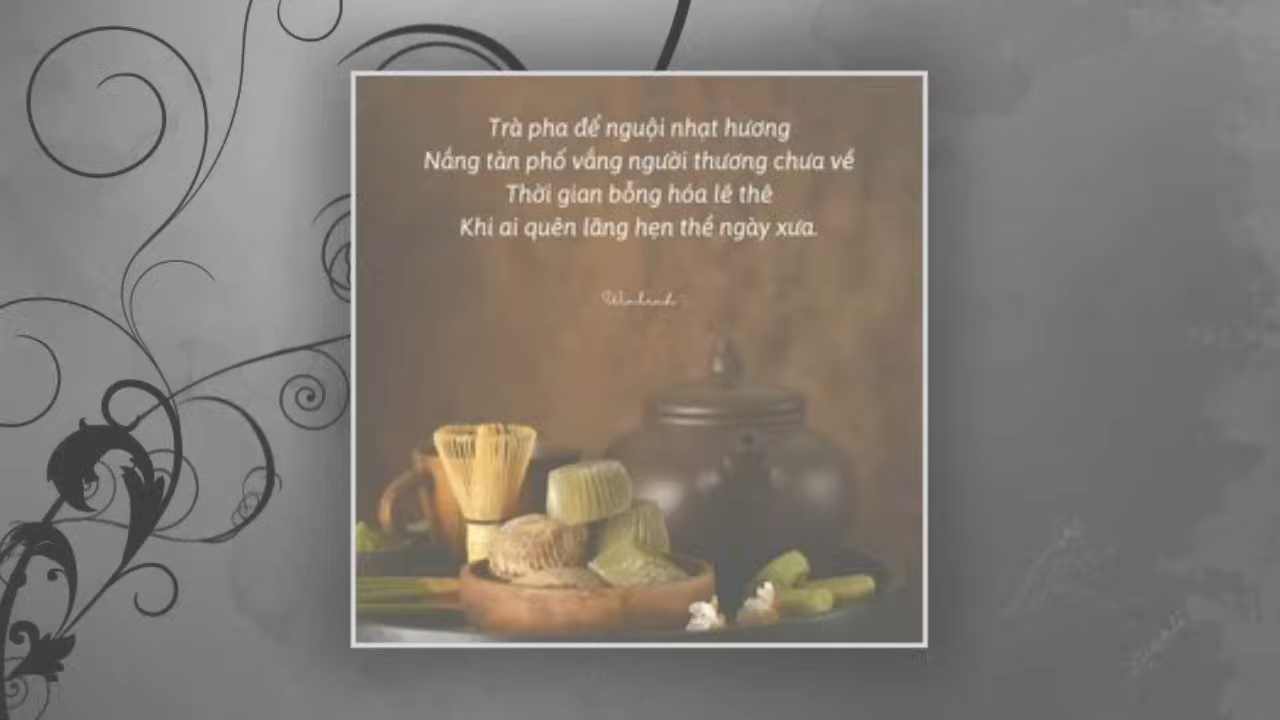 Trà pha để nguội nhạt hương
Nắng tàn phố vắng người thương chưa về
Thời gian bỗng hóa lê thê
Khi ai quên lãng hẹn thề ngày xưa.